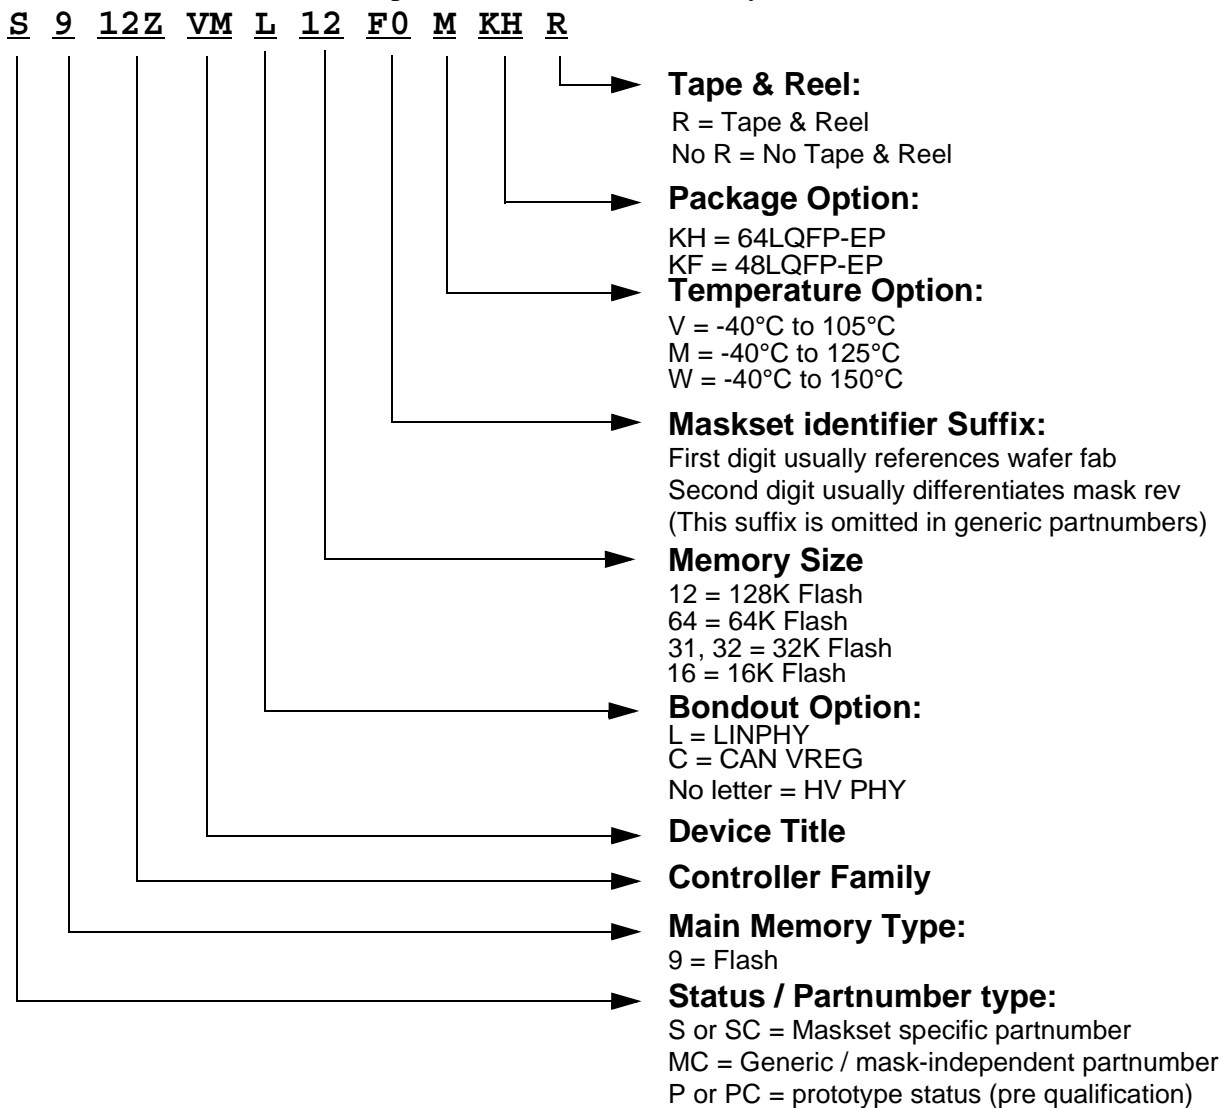 S 9 12Z VM L 12 F0 M KH R
Tape & Reel:
R = Tape & Reel
No R = No Tape & Reel
Package Option:
KH = 64LQFP-EP
KF = 48LQFP-EP
Temperature Option:
V = -40°C to 105°C
M = -40°C to 125°C
W = -40°C to 150°C
Maskset identifier Suffix:
First digit usually references wafer fab
Second digit usually differentiates mask rev
(This suffix is omitted in generic partnumbers)
Memory Size
12 = 128K Flash
64 = 64K Flash
31, 32 = 32K Flash
16 = 16K Flash
Bondout Option:
L = LINPHY
C = CAN VREG
No letter = HV PHY
Device Title
Controller Family
Main Memory Type:
9 = Flash
Status / Partnumber type:
S or SC = Maskset specific partnumber
MC = Generic / mask-independent partnumber
P or PC = prototype status (pre qualification)